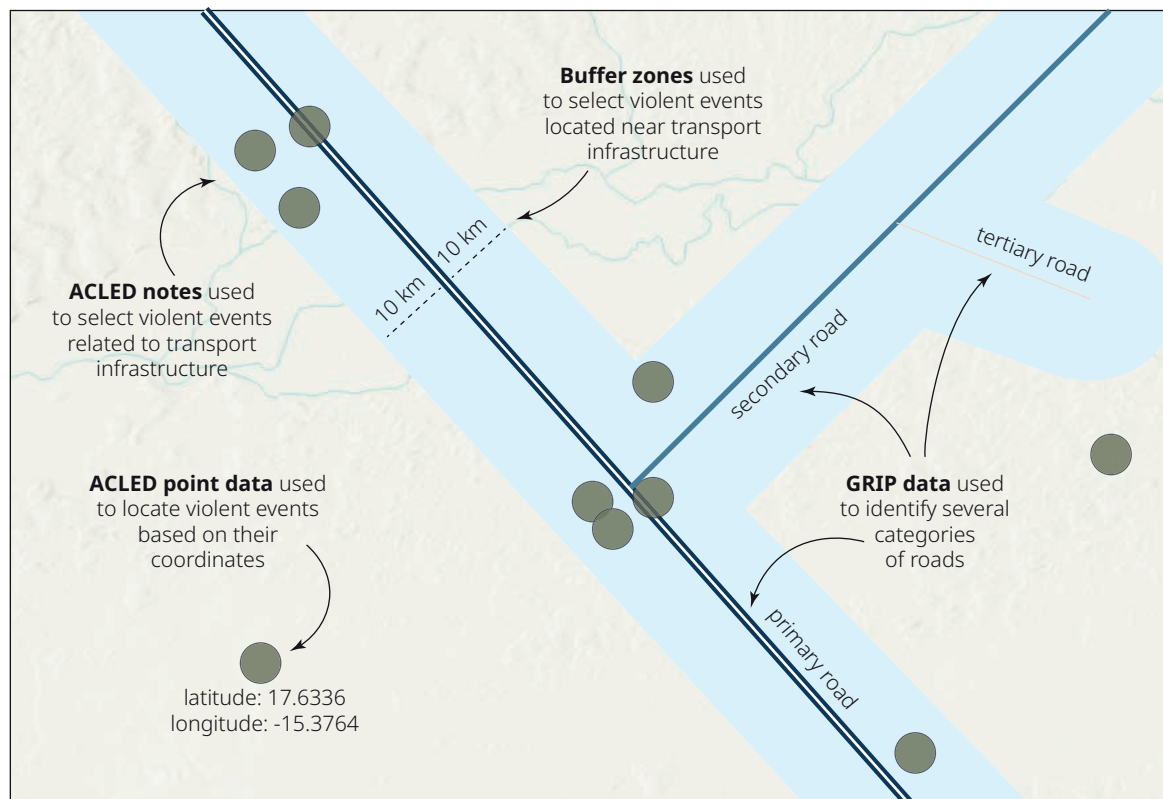 Buffer zones used
to select violent events
located near transport
infrastructure
10 km
10 km
tertiary road
ACLED notes used
to select violent events
related to transport
infrastructure
secondary road
ACLED point data used
to locate violent events
based on their
coordinates
GRIP data used
to identify several
categories
of roads
primary road
latitude: 17.6336
longitude: -15.3764